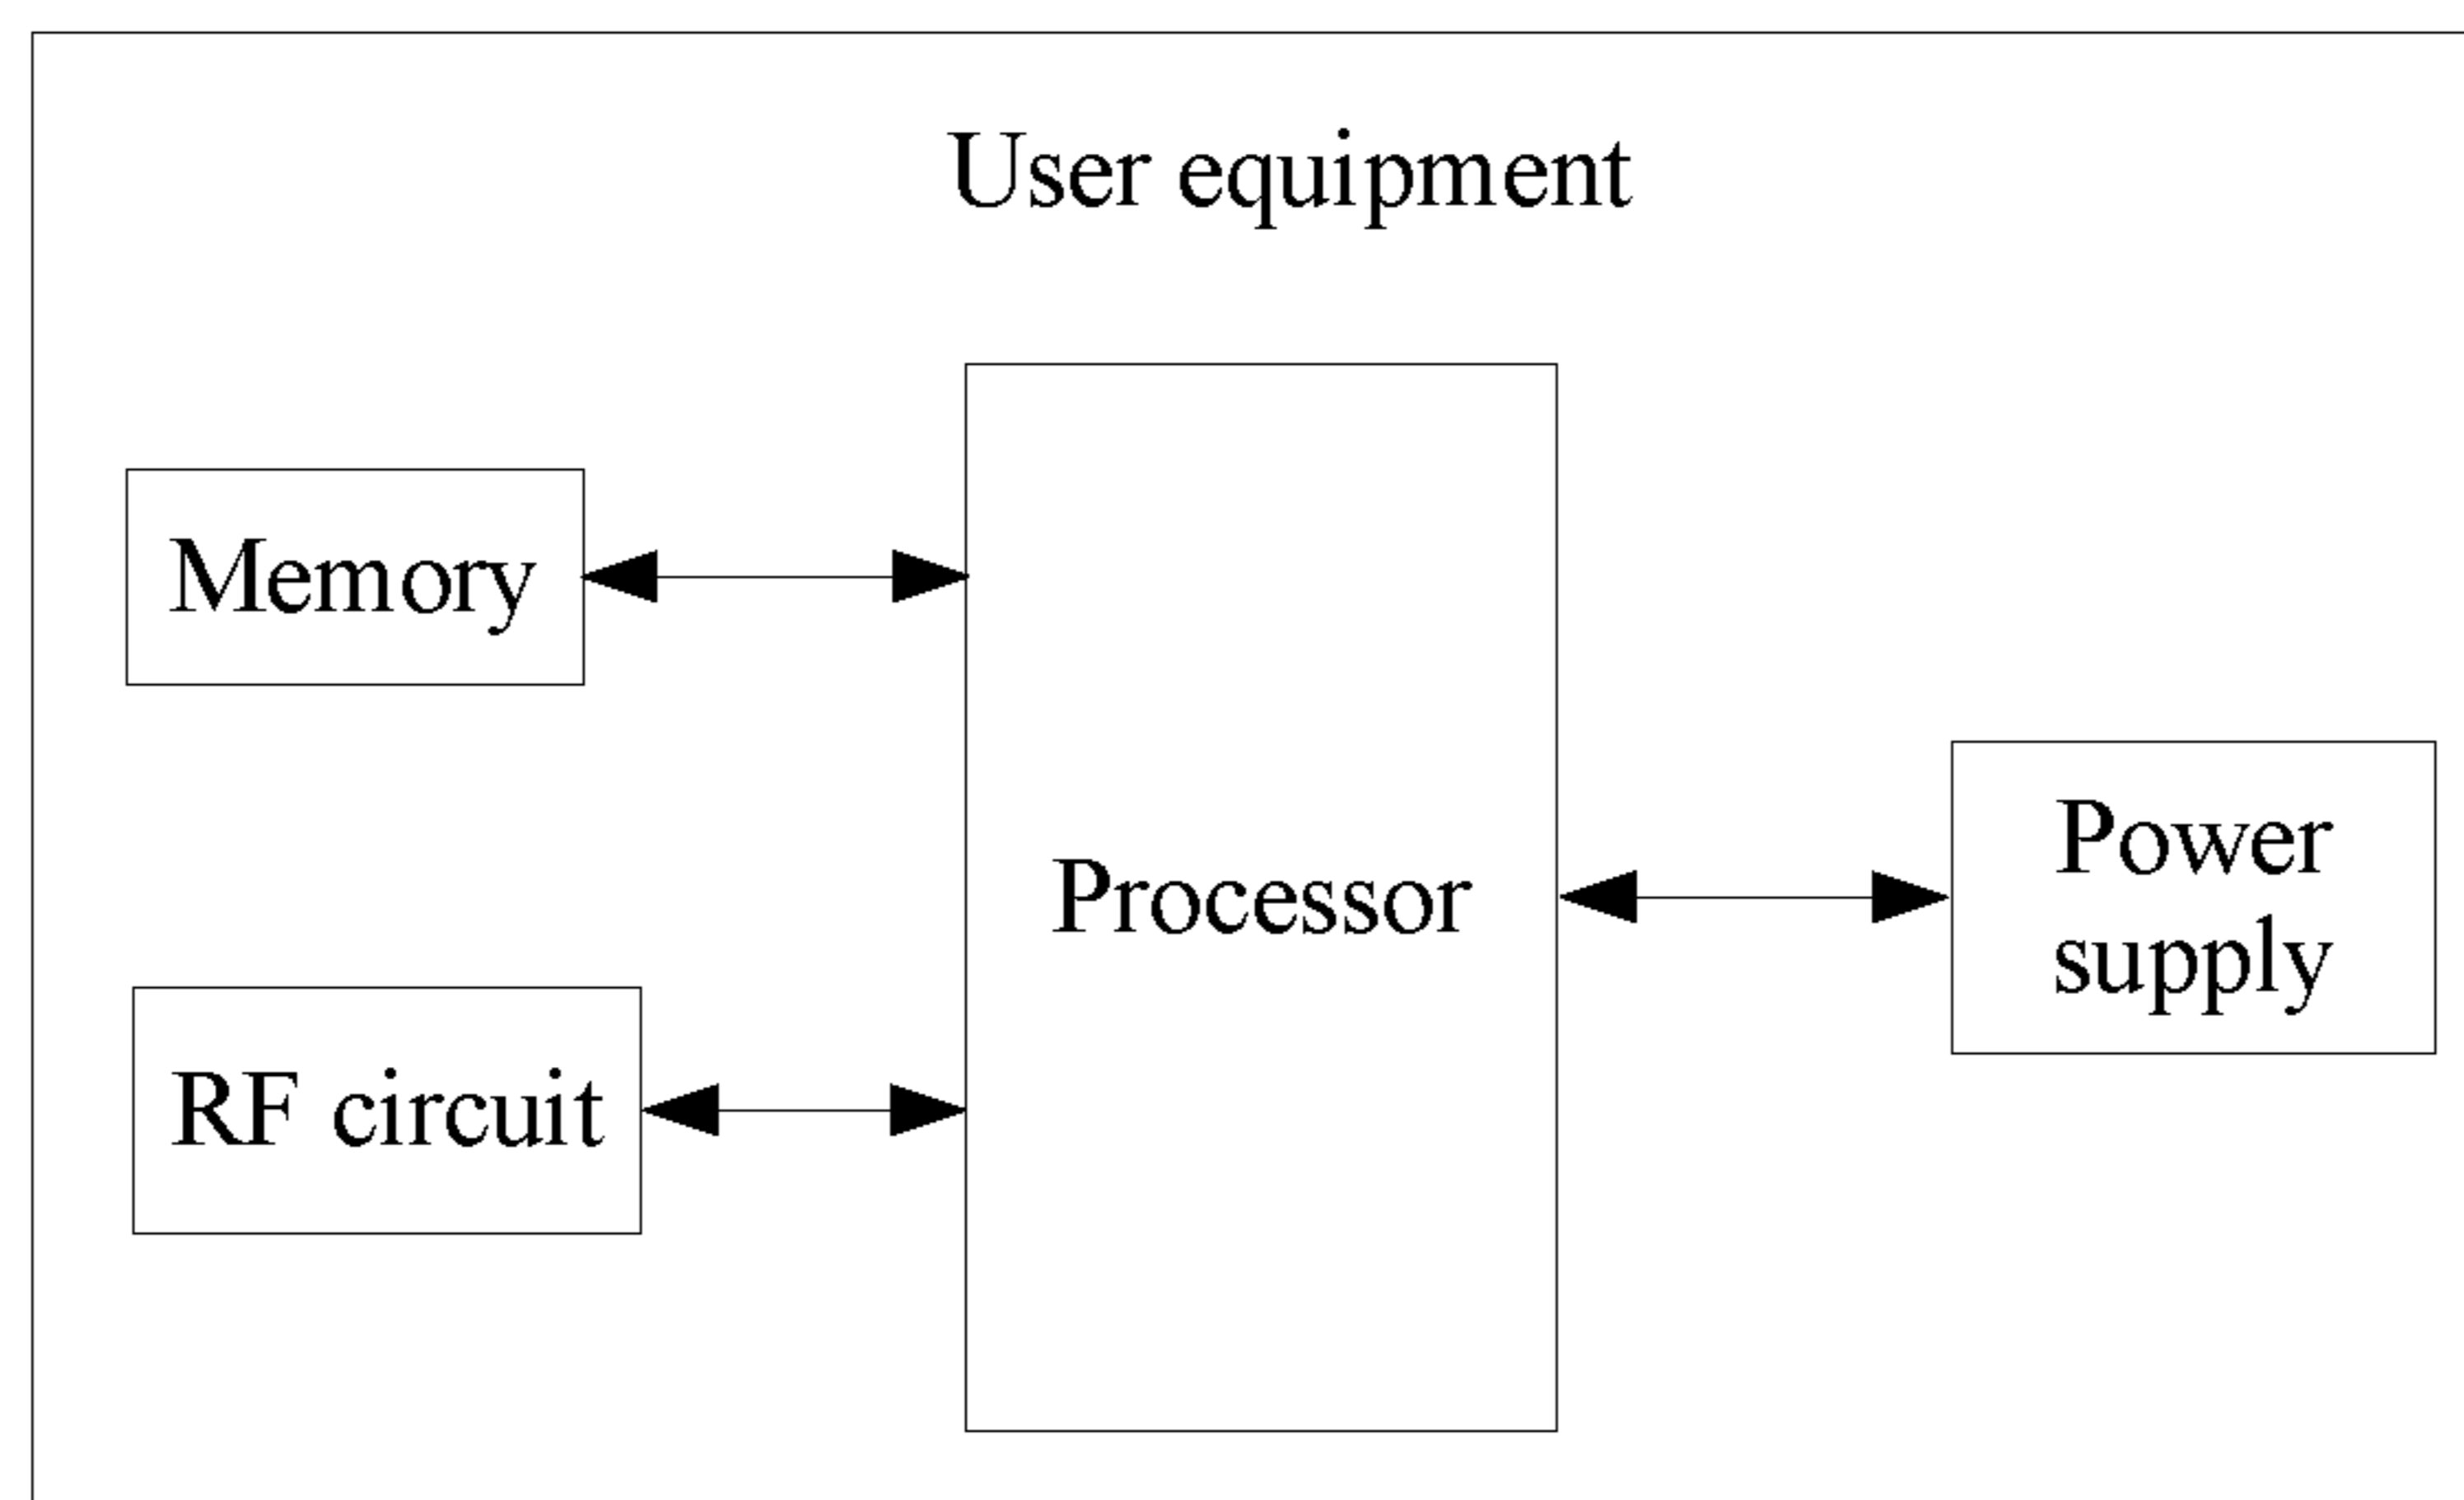 User equipment
Memory
Processor
Power
supply
RF circuit